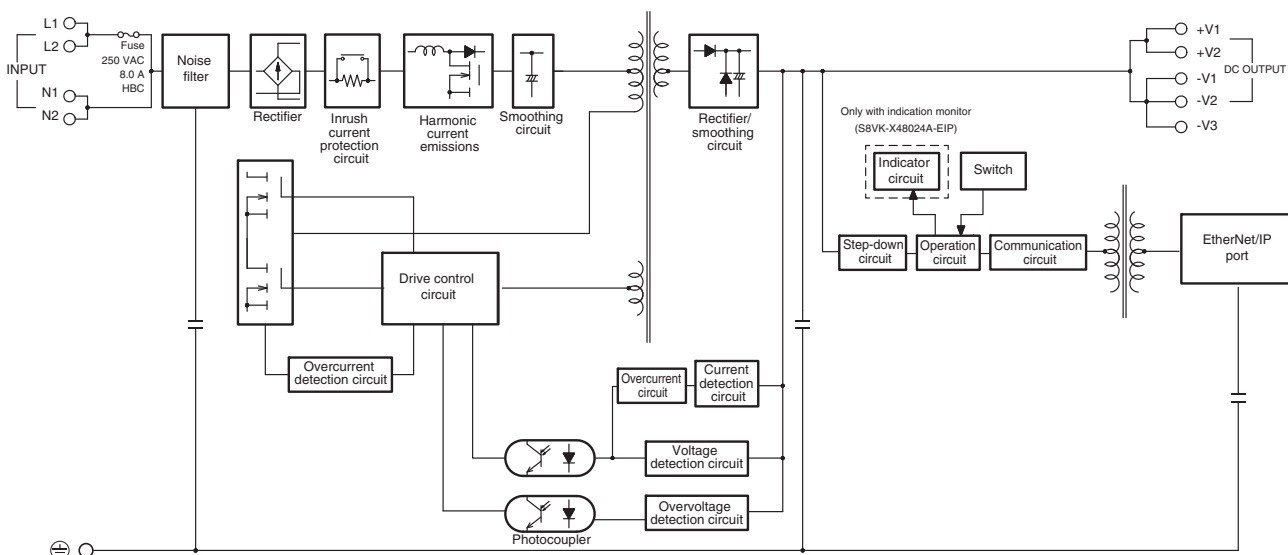 L1
L2
INPUT
N1
N2
Fuse
250 VAC
8.0 A
HBC
Noise
filter
Rectifier
Inrush
current
protection
circuit
Harmonic
current
emissions
Smoothing
circuit
Rectifier/
smoothing
circuit
+V1
+V2
DC OUTPUT
-V1
-V2
-V3
Only with indication monitor
(S8VK-X48024A-EIP)
Indicator
circuit
Switch
Step-down
circuit
Operation
circuit
Communication
circuit
EtherNet/IP
port
Drive control
circuit
Overcurrent
detection circuit
Overcurrent
circuit
Current
detection
circuit
Voltage
detection circuit
Overvoltage
detection circuit
Photocoupler